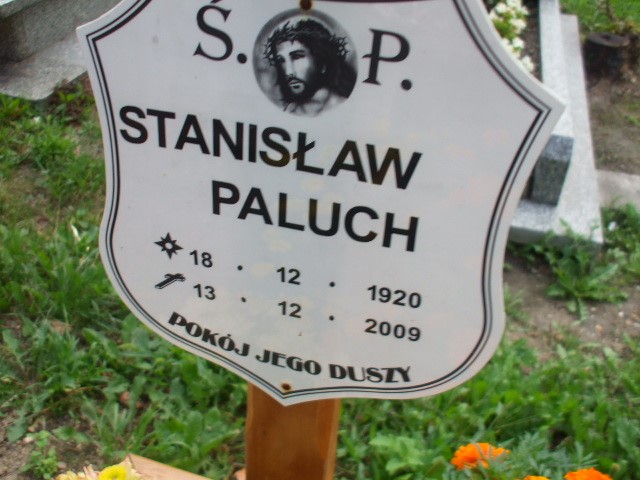 Ś. P.
STANISŁAW
PALUCH
18 · 12 · 1920
13 · 12 · 2009
POKÓJ JEGO DUSZY